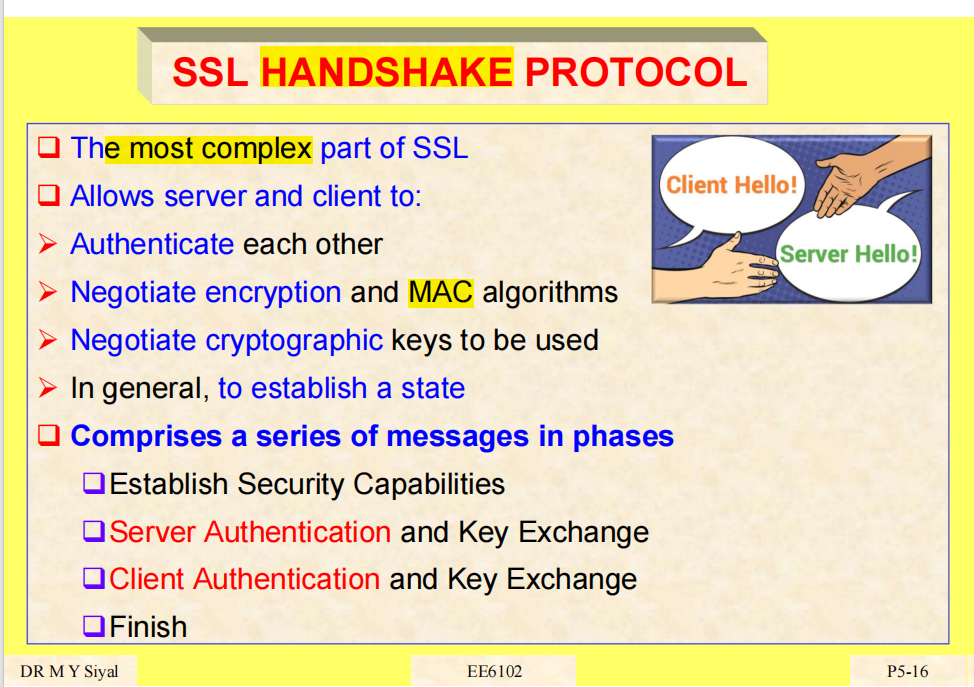 SSL HANDSHAKE PROTOCOL
The most complex part of SSL
Allows server and client to:
Authenticate each other
Negotiate encryption and MAC algorithms
Negotiate cryptographic keys to be used
In general, to establish a state
Comprises a series of messages in phases
Establish Security Capabilities
Server Authentication and Key Exchange
Client Authentication and Key Exchange
Finish
Client Hello!
Server Hello!
DR M Y Siyal
EE6102
P5-16